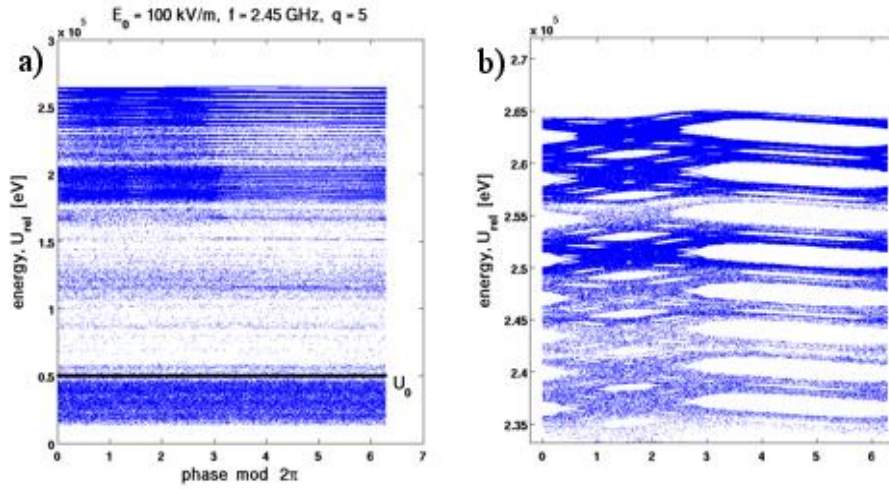 E₀ = 100 kV/m, f = 2.45 GHz, q = 5
a)
x 10⁵
3
2.5
2
1.5
1
0.5
0
energy, U_rel [eV]
U₀
0 1 2 3 4 5 6 7
phase mod 2π
b)
x 10⁵
2.7
2.65
2.6
2.55
2.5
2.45
2.4
2.35
energy, U_rel [eV]
0 1 2 3 4 5 6